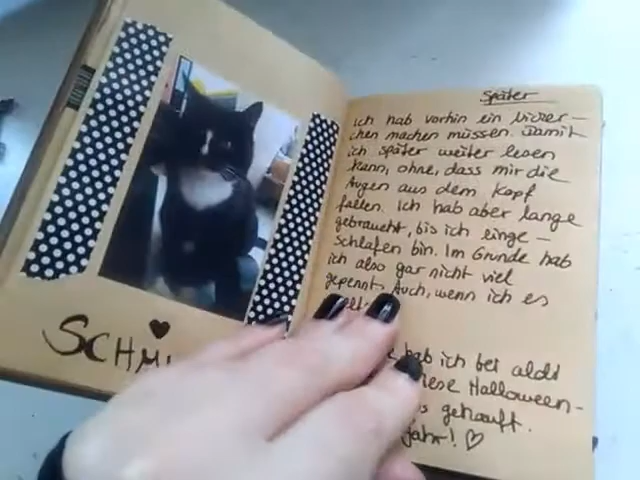 Später
Ich hab vorhin ein Nicker-
chen machen müssen. Damit
ich später weiter lesen
kann, ohne, dass mir die
Augen aus dem Kopf
fallen. Ich hab aber lange
gebraucht, bis ich einge-
schlafen bin. Im Grunde hab
ich also gar nicht viel
gepennt. Auch, wenn ich es
hab ich bei aldi
Halloween-
gekauft.
Jahr! ♡
♥
SCHM